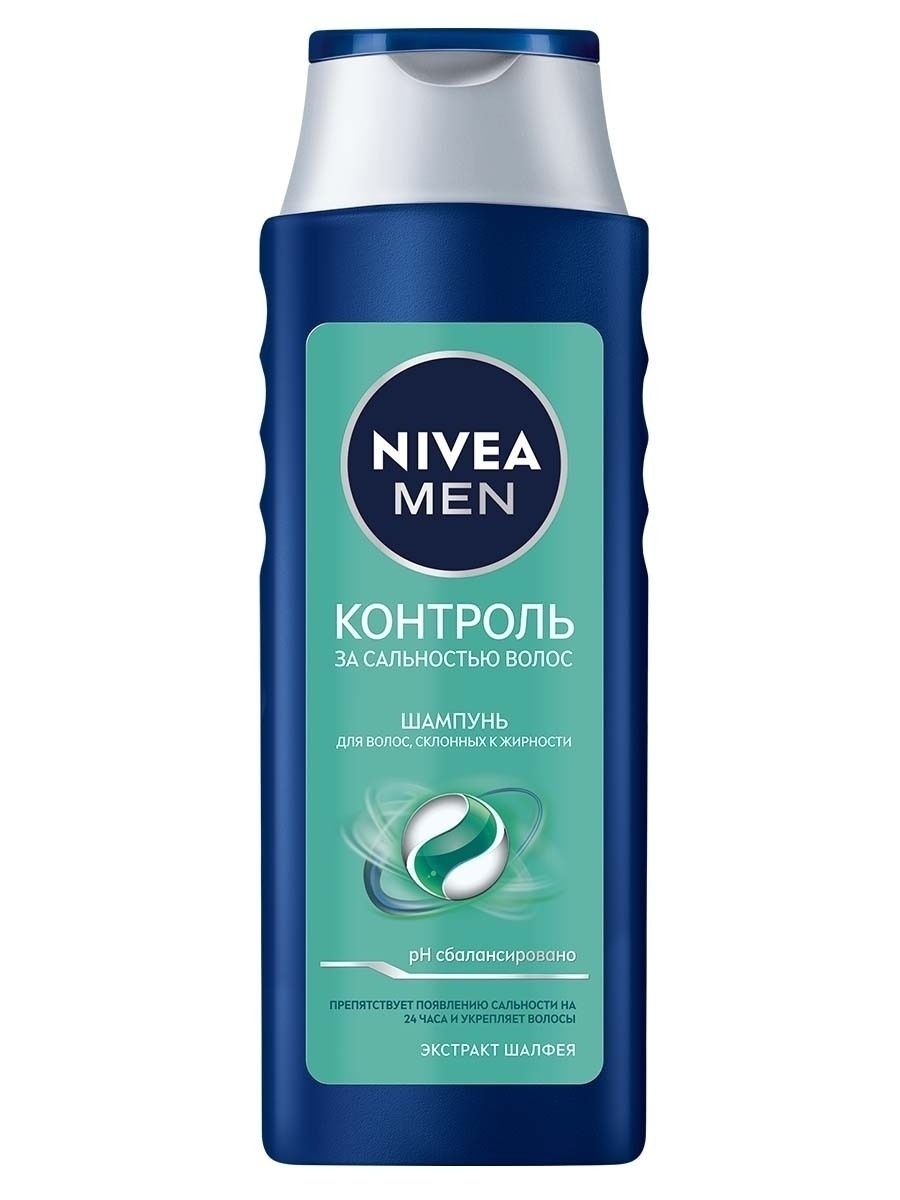 NIVEA
MEN
КОНТРОЛЬ
ЗА САЛЬНОСТЬЮ ВОЛОС
ШАМПУНЬ
ДЛЯ ВОЛОС, СКЛОННЫХ К ЖИРНОСТИ
pH сбалансировано
ПРЕПЯТСТВУЕТ ПОЯВЛЕНИЮ САЛЬНОСТИ НА
24 ЧАСА И УКРЕПЛЯЕТ ВОЛОСЫ
ЭКСТРАКТ ШАЛФЕЯ